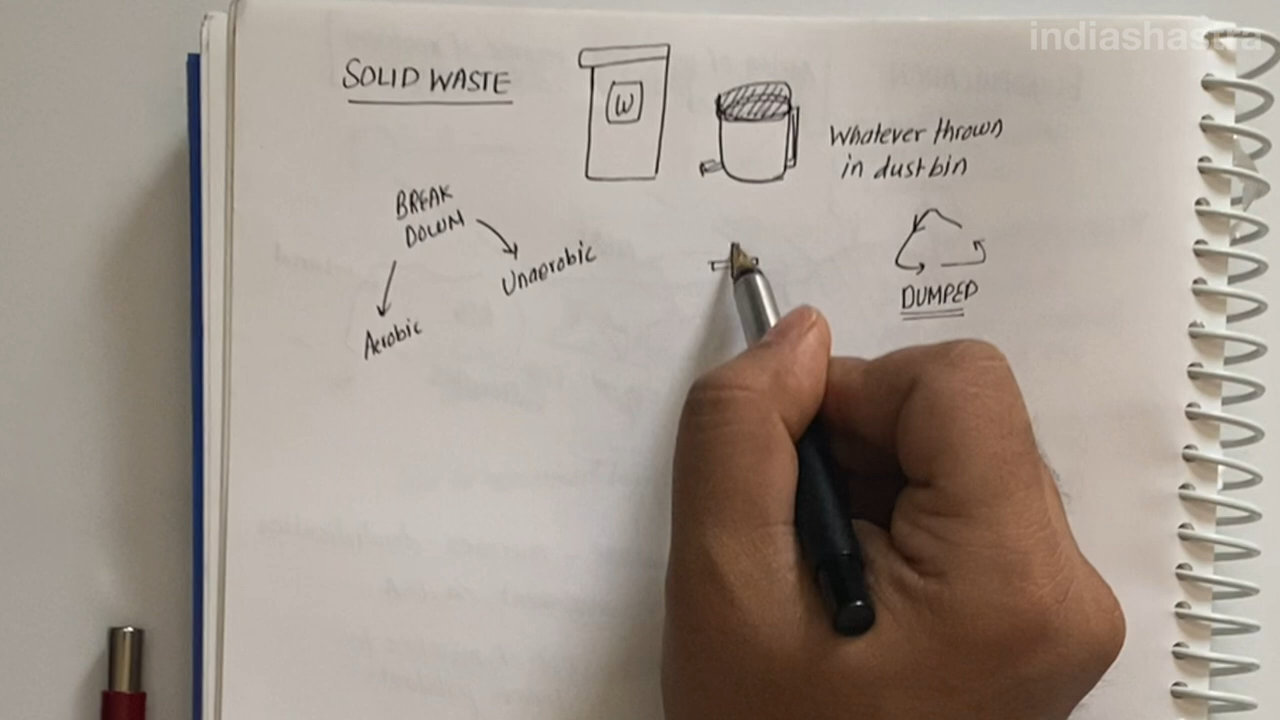 indiashastra
SOLID WASTE
W
Whatever thrown
in dustbin
BREAK
DOWN
Unaerobic
Aerobic
DUMPED